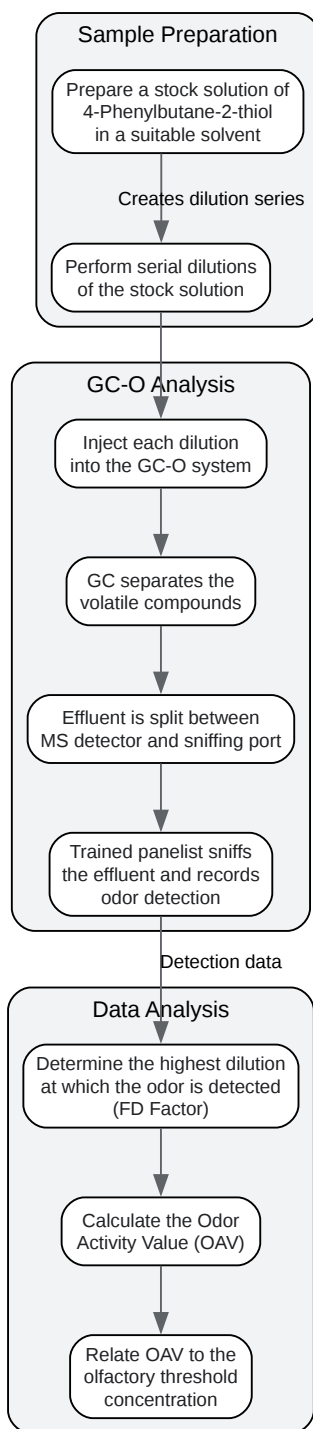 Sample Preparation
Prepare a stock solution of
4-Phenylbutane-2-thiol
in a suitable solvent
Creates dilution series
Perform serial dilutions
of the stock solution
GC-O Analysis
Inject each dilution
into the GC-O system
GC separates the
volatile compounds
Effluent is split between
MS detector and sniffing port
Trained panelist sniffs
the effluent and records
odor detection
Detection data
Data Analysis
Determine the highest dilution
at which the odor is detected
(FD Factor)
Calculate the Odor
Activity Value (OAV)
Relate OAV to the
olfactory threshold
concentration